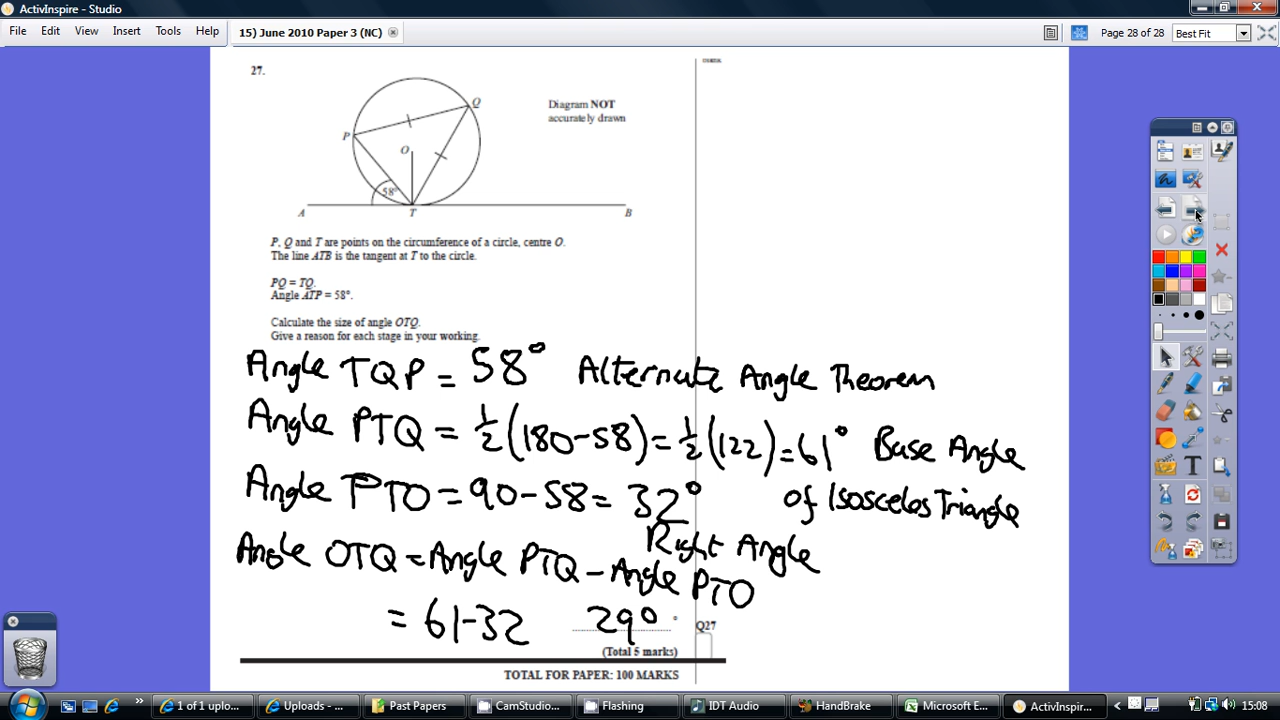 ActivInspire - Studio
File Edit View Insert Tools Help
15) June 2010 Paper 3 (NC)
Page 28 of 28
Best Fit
27.
Q
P
O
58°
A
T
B
Diagram NOT
accurately drawn
P, Q and T are points on the circumference of a circle, centre O.
The line ATB is the tangent at T to the circle.
PQ = TQ.
Angle ATP = 58°.
Calculate the size of angle OTQ.
Give a reason for each stage in your working.
Angle TQP = 58° Alternate Angle Theorem
Angle PTQ = ½(180-58) = ½(122) = 61° Base Angle
of Isosceles Triangle
Angle PTO = 90-58 = 32°
Right Angle
Angle OTQ = Angle PTQ - Angle PTO
= 61-32 29° °
Q27
(Total 5 marks)
TOTAL FOR PAPER: 100 MARKS
1 of 1 uplo...
Uploads - ...
Past Papers
CamStudio...
Flashing
IDT Audio
HandBrake
Microsoft E...
ActivInspire...
15:08